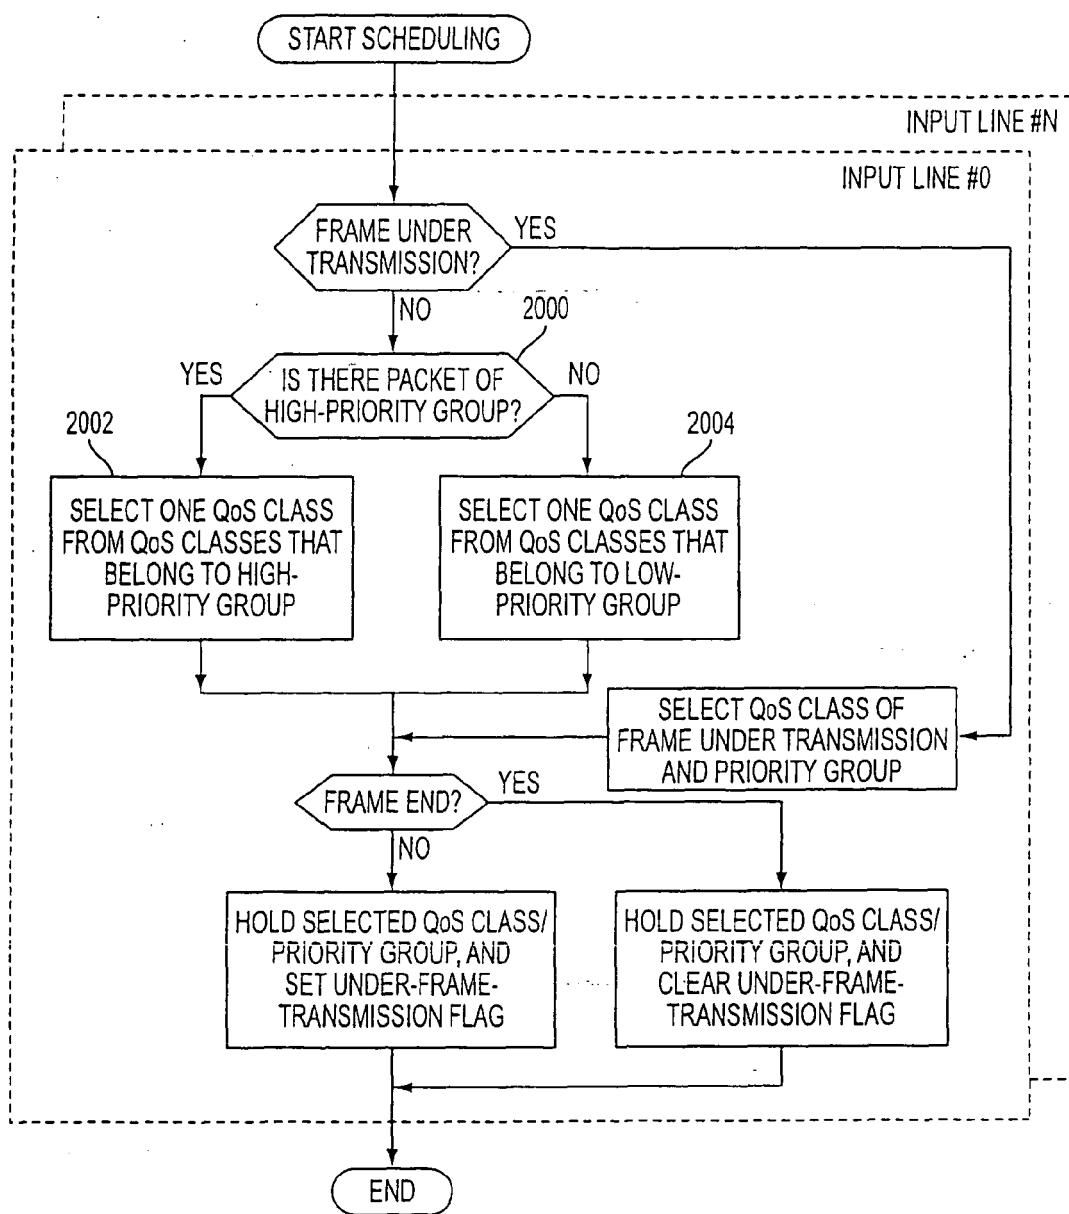 START SCHEDULING
INPUT LINE #N
INPUT LINE #0
FRAME UNDER
TRANSMISSION?
YES
NO
2000
IS THERE PACKET OF
HIGH-PRIORITY GROUP?
YES
NO
2002
2004
SELECT ONE QoS CLASS
FROM QoS CLASSES THAT
BELONG TO HIGH-
PRIORITY GROUP
SELECT ONE QoS CLASS
FROM QoS CLASSES THAT
BELONG TO LOW-
PRIORITY GROUP
SELECT QoS CLASS OF
FRAME UNDER TRANSMISSION
AND PRIORITY GROUP
FRAME END?
YES
NO
HOLD SELECTED QoS CLASS/
PRIORITY GROUP, AND
SET UNDER-FRAME-
TRANSMISSION FLAG
HOLD SELECTED QoS CLASS/
PRIORITY GROUP, AND
CLEAR UNDER-FRAME-
TRANSMISSION FLAG
END